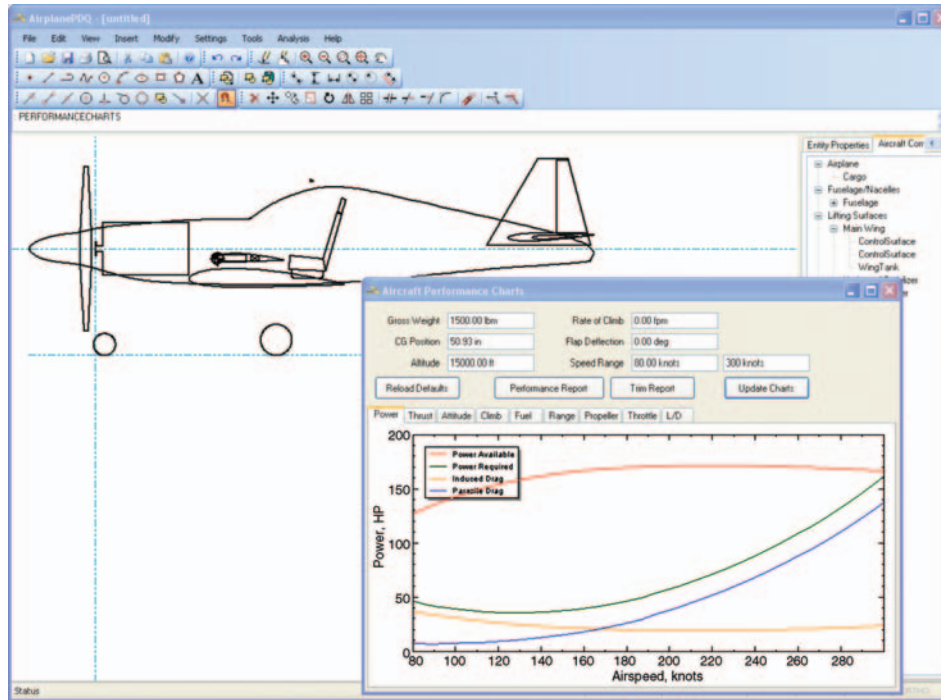 AirplanePDQ - [untitled]
File Edit View Insert Modify Settings Tools Analysis Help
A
PERFORMANCECHARTS
Entity Properties Aircraft Con
Airplane
Cargo
Fuselage/Nacelles
Fuselage
Lifting Surfaces
Main Wing
ControlSurface
ControlSurface
WingTank
Aircraft Performance Charts
Gross Weight 1500.00 lbm Rate of Climb 0.00 fpm
CG Position 50.93 in Flap Deflection 0.00 deg
Altitude 15000.00 ft Speed Range 80.00 knots 300 knots
Reload Defaults Performance Report Trim Report Update Charts
Power Thrust Attitude Climb Fuel Range Propeller Throttle L/D
Power, HP
200
150
100
50
0
Power Available
Power Required
Induced Drag
Parasite Drag
80 100 120 140 160 180 200 220 240 260 280
Airspeed, knots
Status